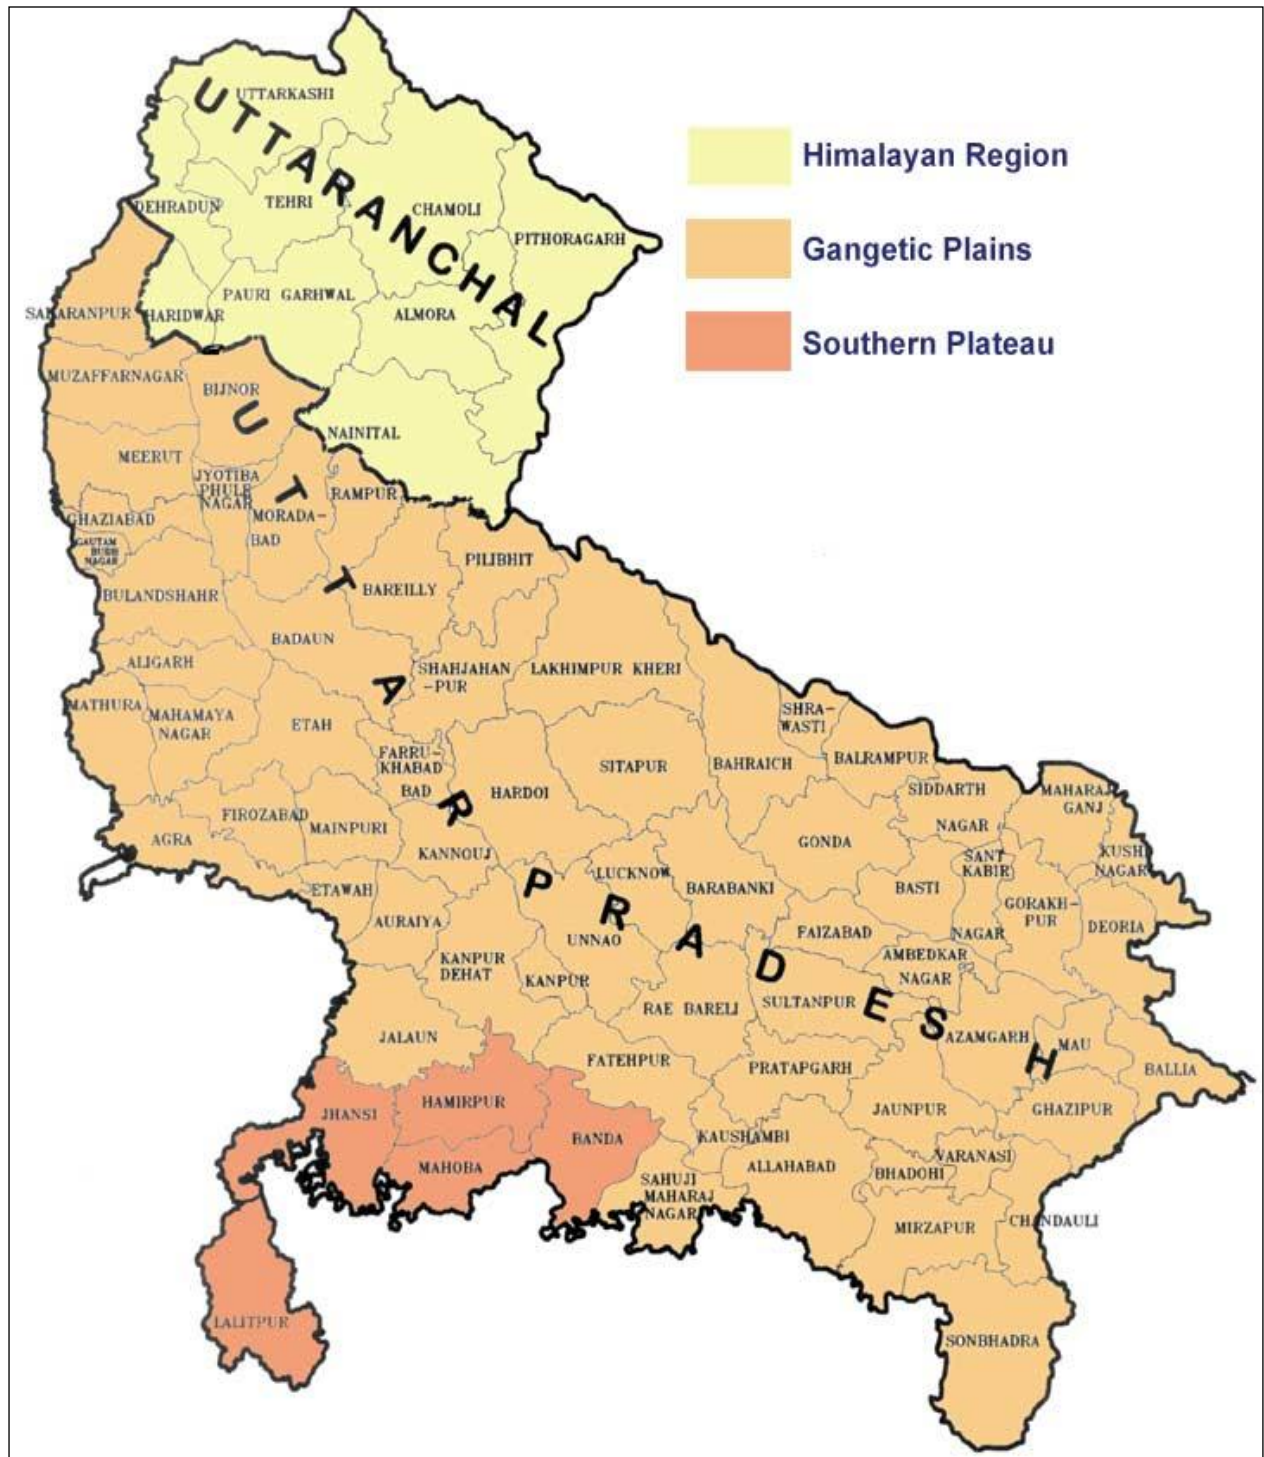 UTTARANCHAL
UTTARKASHI
DEHRADUN
TEHRI
CHAMOLI
PITHORAGARH
HARIDWAR
PAURI GARHWAL
ALMORA
NAINITAL
Himalayan Region
Gangetic Plains
Southern Plateau
UTTAR PRADESH
SAHARANPUR
MUZAFFARNAGAR
BIJNOR
MEERUT
JYOTIBA
PHULE
NAGAR
MORADA-
BAD
RAMPUR
GHAZIABAD
GAUTAM
BUDH
NAGAR
BULANDSHAHR
BAREILLY
PILIBHIT
BADAUN
ALIGARH
SHAHJAHAN
-PUR
LAKHIMPUR KHERI
MATHURA
MAHAMAYA
NAGAR
ETAH
FARRU-
KHABAD
BAD
HARDOI
SITAPUR
BAHRAICH
SHRA-
WASTI
BALRAMPUR
SIDDARTH
NAGAR
MAHARAJ
GANJ
KUSHI
NAGAR
AGRA
FIROZABAD
MAINPURI
KANNOUJ
GONDA
SANT
KABIR
NAGAR
ETAWAH
AURAIYA
LUCKNOW
BARABANKI
BASTI
GORAKH-
PUR
DEORIA
FAIZABAD
AMBEDKAR
NAGAR
UNNAO
KANPUR
DEHAT
KANPUR
RAE BARELI
SULTANPUR
AZAMGARH
MAU
BALLIA
JALAUN
FATEHPUR
PRATAPGARH
JAUNPUR
GHAZIPUR
JHANSI
HAMIRPUR
BANDA
MAHOBA
KAUSHAMBI
ALLAHABAD
BHADOHI
VARANASI
SAHUJI
MAHARAJ
NAGAR
MIRZAPUR
CHANDAULI
LALITPUR
SONBHADRA